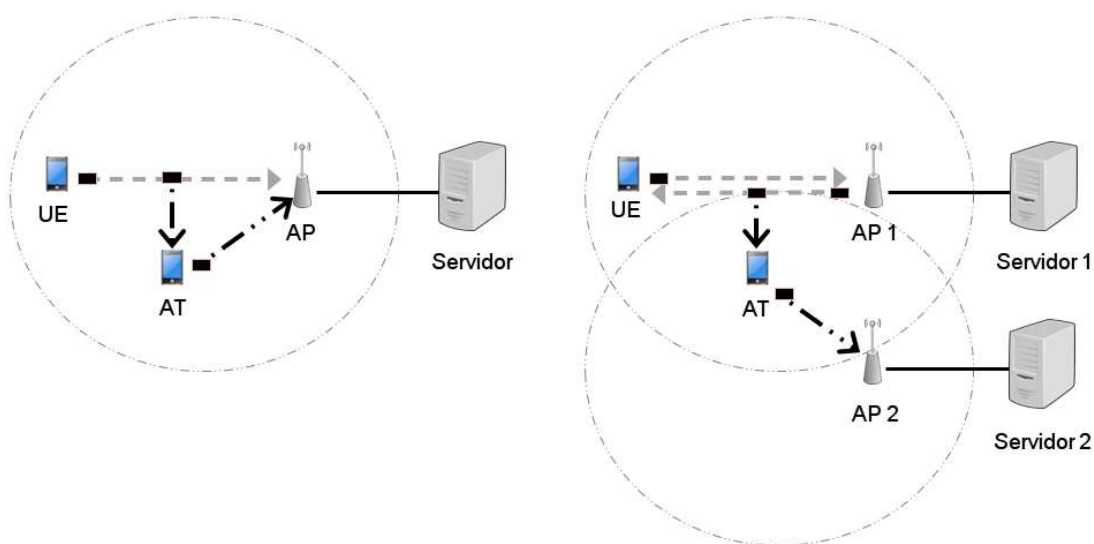 UE
AP
AT
Servidor
UE
AP 1
AT
Servidor 1
AP 2
Servidor 2